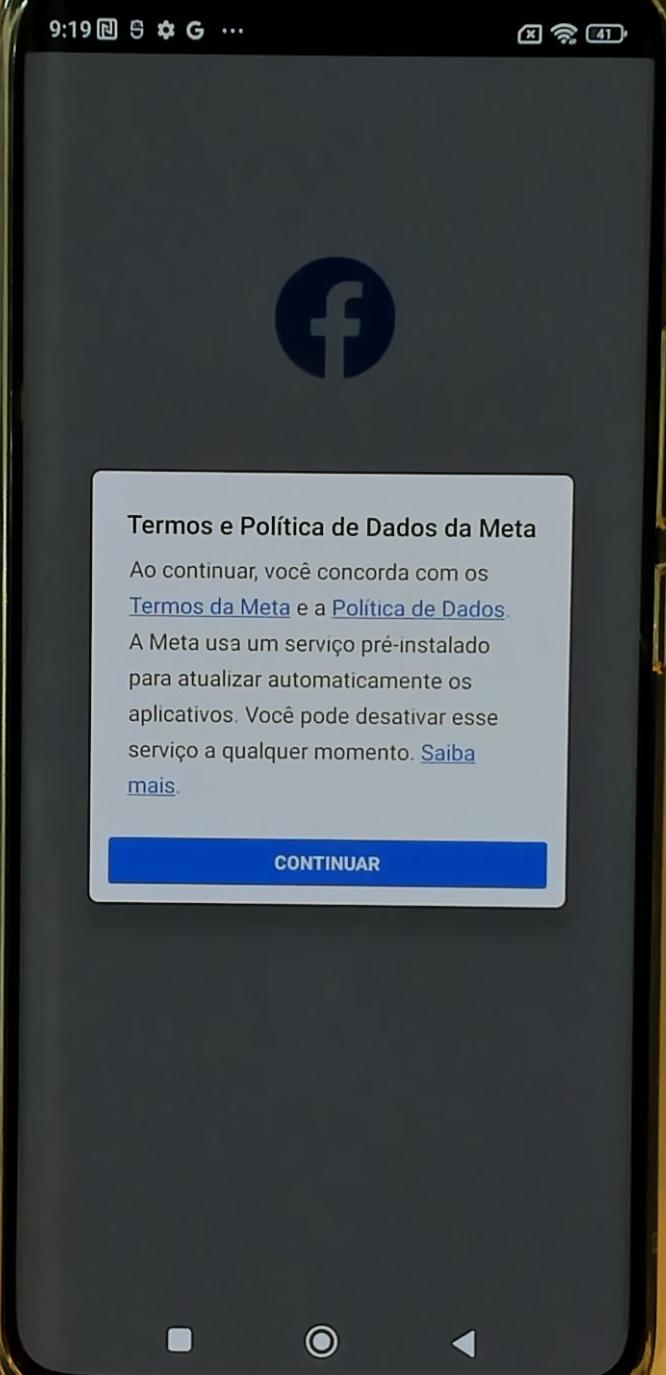 9:19 G ... 41
f
Termos e Política de Dados da Meta
Ao continuar, você concorda com os
Termos da Meta e a Política de Dados.
A Meta usa um serviço pré-instalado
para atualizar automaticamente os
aplicativos. Você pode desativar esse
serviço a qualquer momento. Saiba
mais.
CONTINUAR